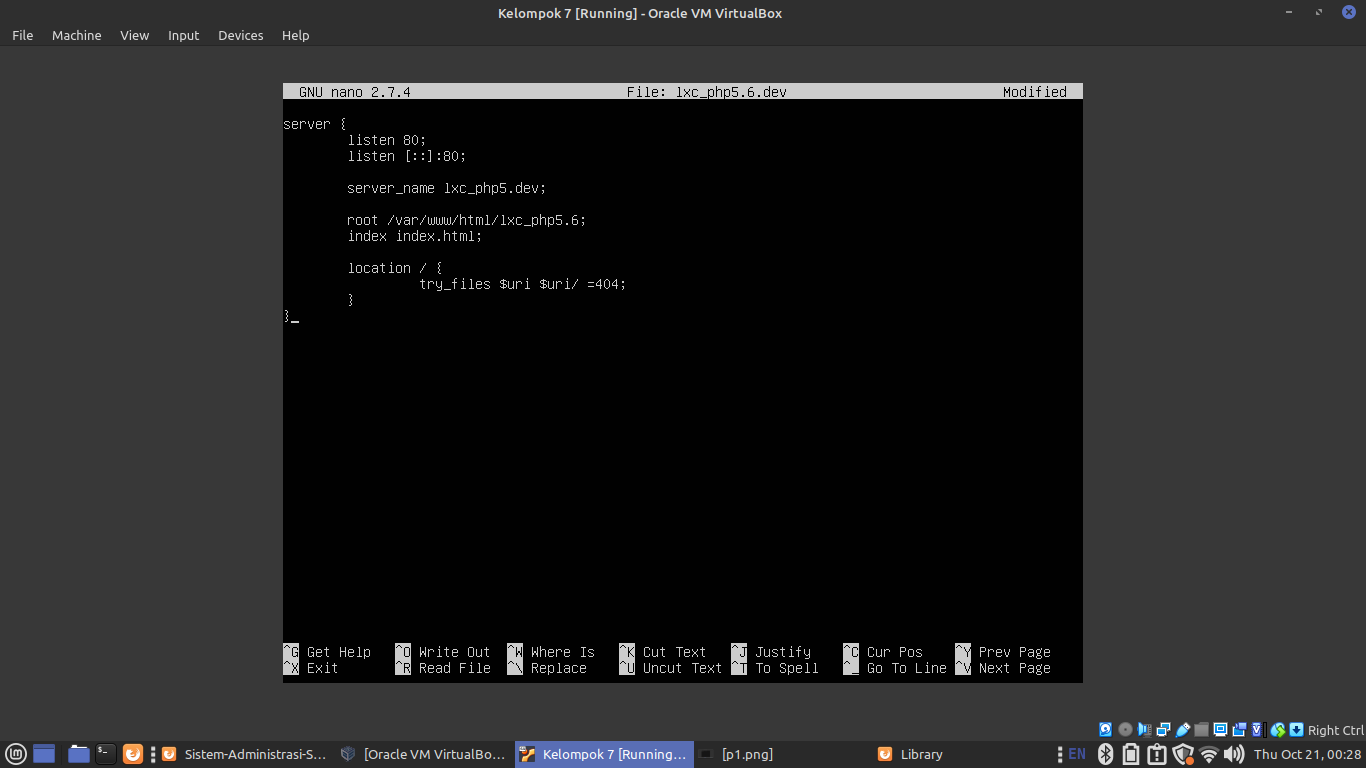 Kelompok 7 [Running] - Oracle VM VirtualBox
File Machine View Input Devices Help
GNU nano 2.7.4 File: lxc_php5.6.dev Modified
server {
listen 80;
listen [::]:80;
server_name lxc_php5.dev;
root /var/www/html/lxc_php5.6;
index index.html;
location / {
try_files $uri $uri/ =404;
}
}
^G Get Help ^O Write Out ^W Where Is ^K Cut Text ^J Justify ^C Cur Pos ^Y Prev Page
^X Exit ^R Read File ^\ Replace ^U Uncut Text ^T To Spell ^_ Go To Line ^V Next Page
Right Ctrl
Sistem-Administrasi-S... [Oracle VM VirtualBo... Kelompok 7 [Running... [p1.png] Library EN Thu Oct 21, 00:28